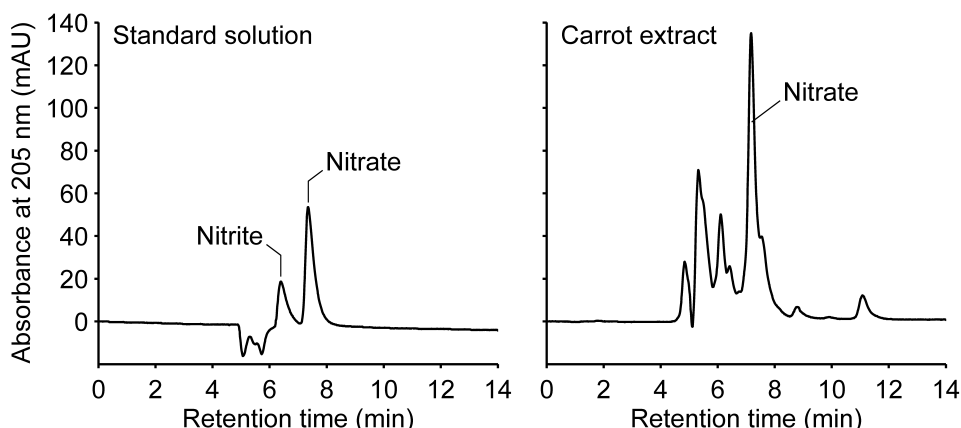 Absorbance at 205 nm (mAU)
140
120
100
80
60
40
20
0
Standard solution
Nitrite
Nitrate
0 2 4 6 8 10 12 14
Retention time (min)
Carrot extract
Nitrate
0 2 4 6 8 10 12 14
Retention time (min)